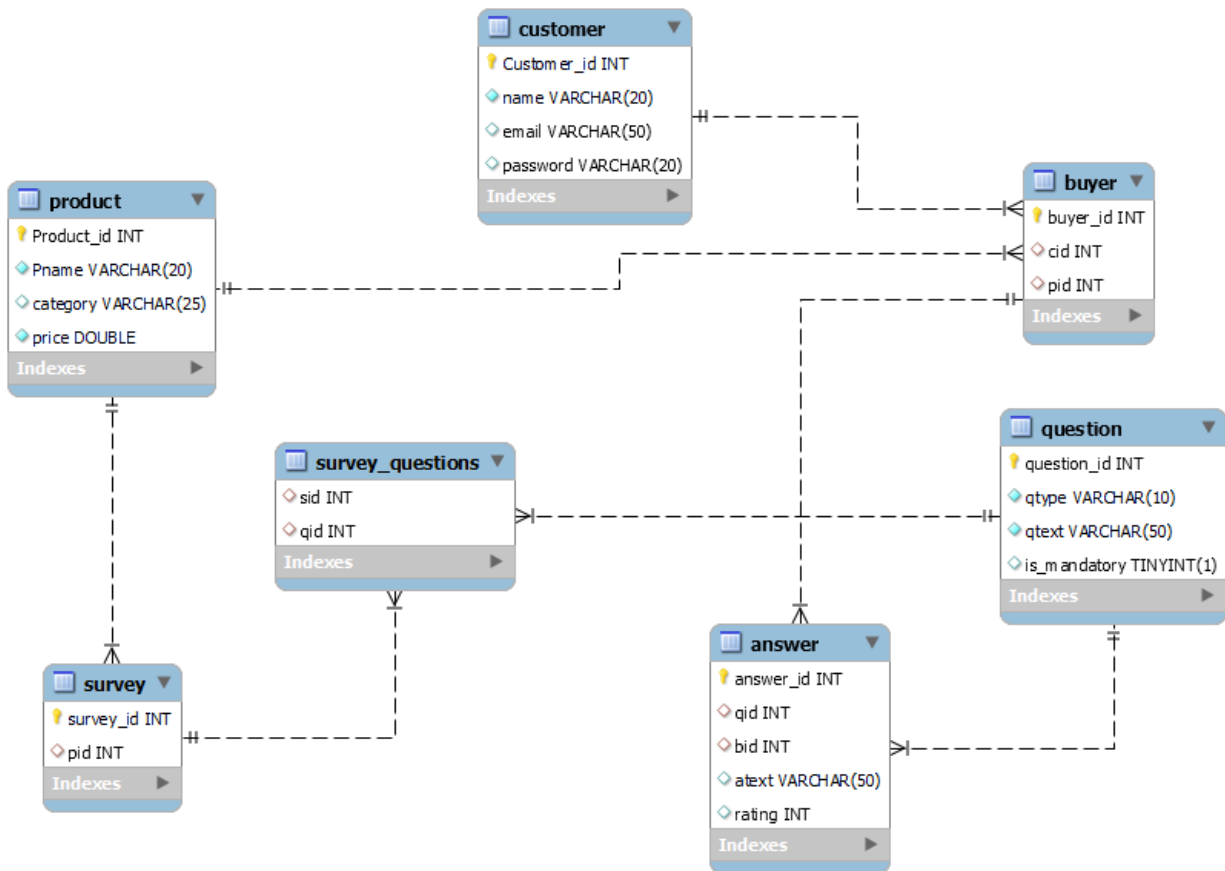 customer
Customer_id INT
name VARCHAR(20)
email VARCHAR(50)
password VARCHAR(20)
Indexes
product
Product_id INT
Pname VARCHAR(20)
category VARCHAR(25)
price DOUBLE
Indexes
buyer
buyer_id INT
cid INT
pid INT
Indexes
survey_questions
sid INT
qid INT
Indexes
question
question_id INT
qtype VARCHAR(10)
qtext VARCHAR(50)
is_mandatory TINYINT(1)
Indexes
survey
survey_id INT
pid INT
Indexes
answer
answer_id INT
qid INT
bid INT
atext VARCHAR(50)
rating INT
Indexes